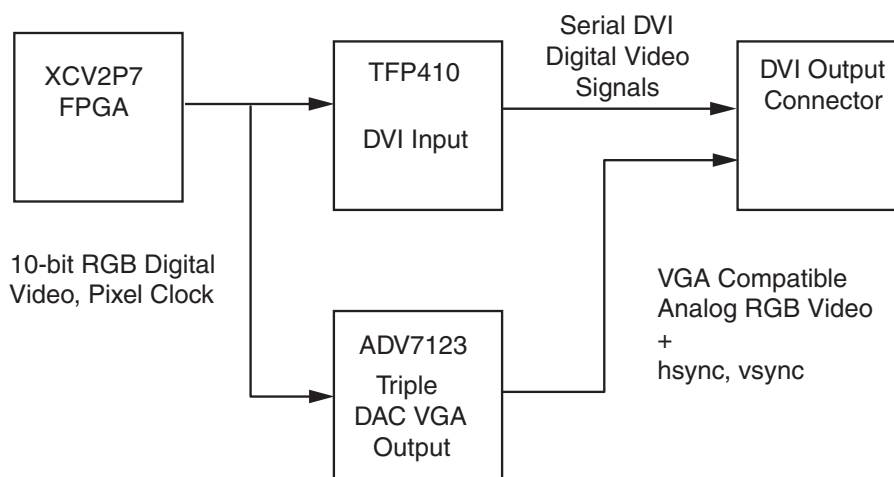 XCV2P7
FPGA
TFP410
DVI Input
Serial DVI
Digital Video
Signals
DVI Output
Connector
10-bit RGB Digital
Video, Pixel Clock
ADV7123
Triple
DAC VGA
Output
VGA Compatible
Analog RGB Video
+
hsync, vsync